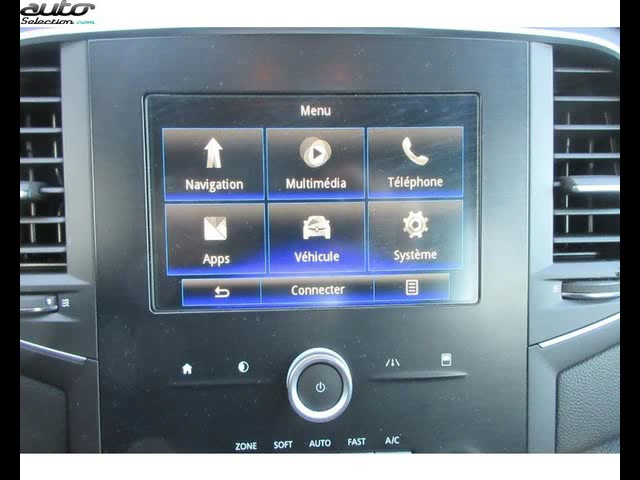 auto
Selection.com
Menu
Navigation Multimédia Téléphone
Apps Véhicule Système
Connecter
ZONE SOFT AUTO FAST A/C